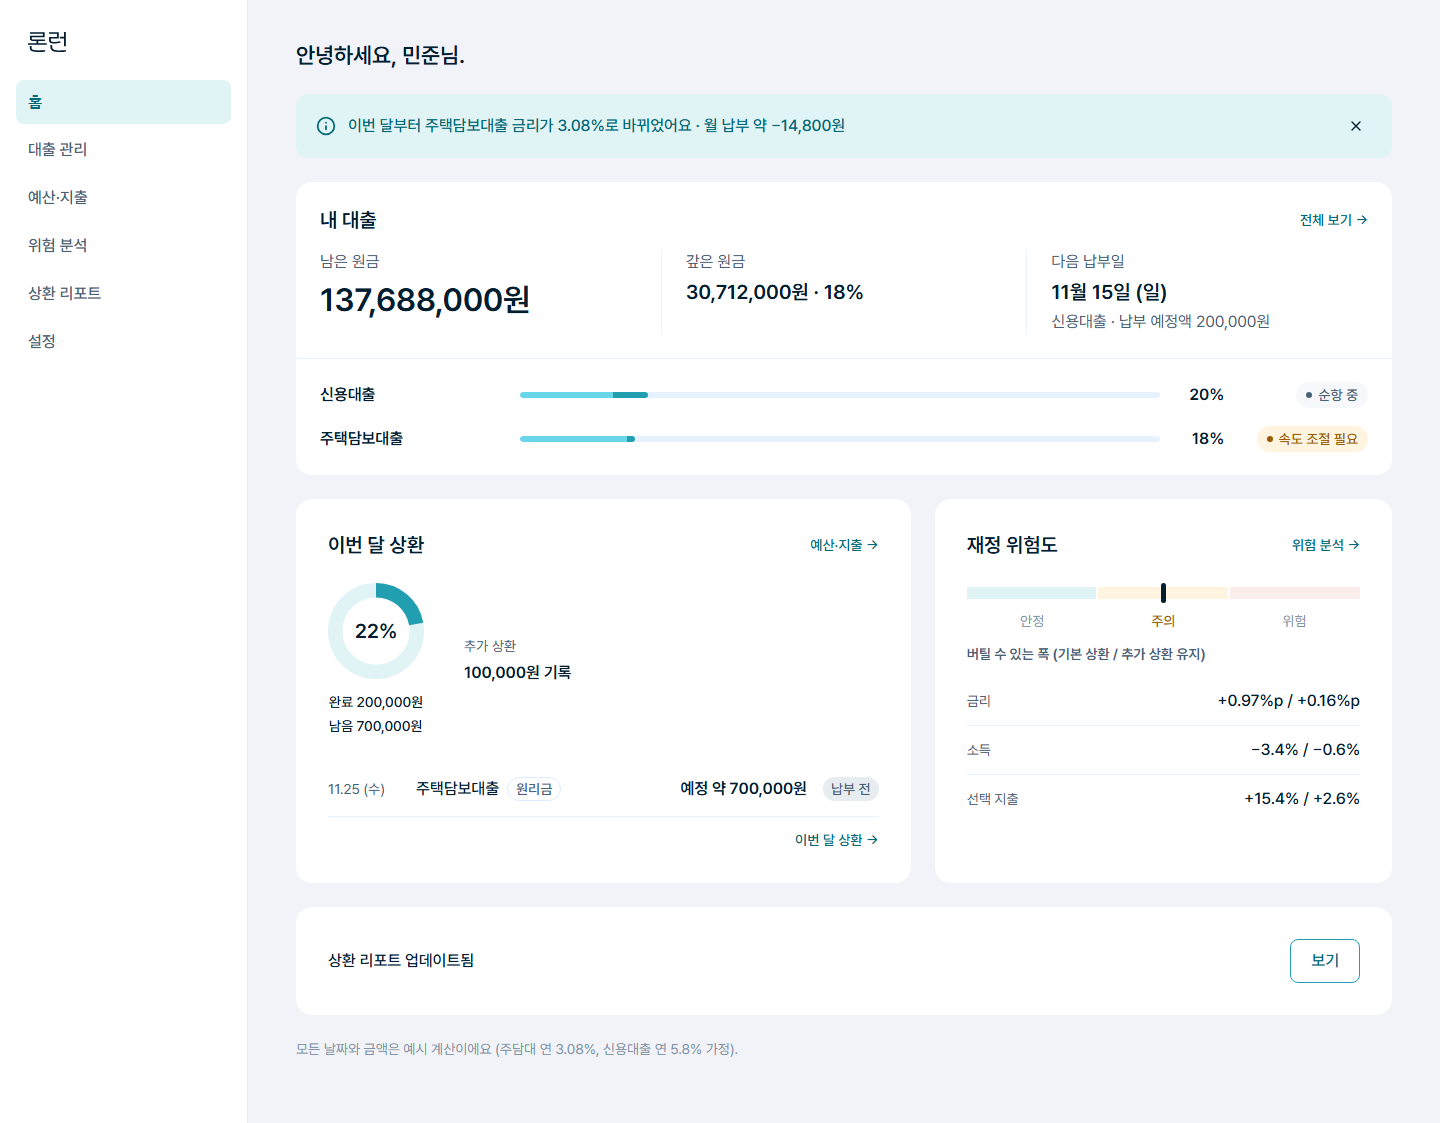 론런
홈
대출 관리
예산·지출
위험 분석
상환 리포트
설정
안녕하세요, 민준님.
이번 달부터 주택담보대출 금리가 3.08%로 바뀌었어요 · 월 납부 약 −14,800원
내 대출
전체 보기 →
남은 원금
137,688,000원
갚은 원금
30,712,000원 · 18%
다음 납부일
11월 15일 (일)
신용대출 · 납부 예정액 200,000원
신용대출
20%
순항 중
주택담보대출
18%
속도 조절 필요
이번 달 상환
예산·지출 →
22%
완료 200,000원
남음 700,000원
추가 상환
100,000원 기록
11.25 (수)
주택담보대출
원리금
예정 약 700,000원
납부 전
이번 달 상환 →
재정 위험도
위험 분석 →
안정
주의
위험
버틸 수 있는 폭 (기본 상환 / 추가 상환 유지)
금리
+0.97%p / +0.16%p
소득
−3.4% / −0.6%
선택 지출
+15.4% / +2.6%
상환 리포트 업데이트됨
보기
모든 날짜와 금액은 예시 계산이에요 (주담대 연 3.08%, 신용대출 연 5.8% 가정).